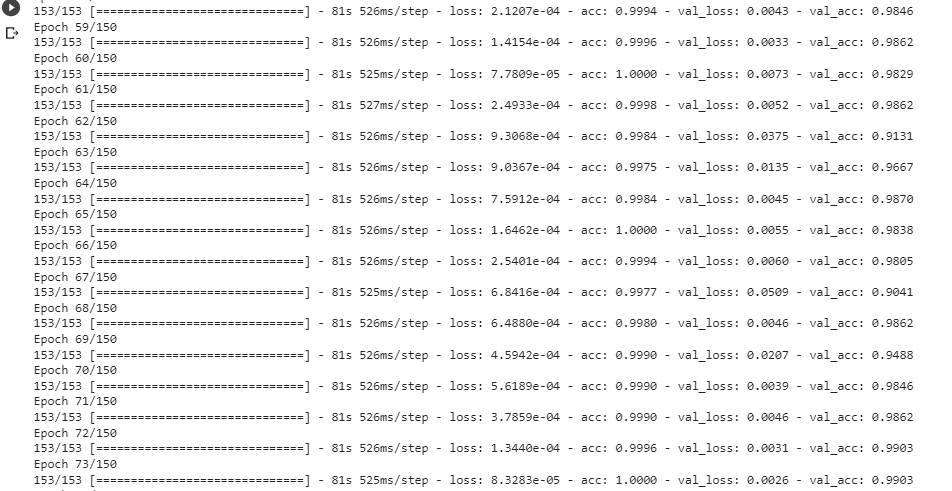 153/153 [==============================] - 81s 526ms/step - loss: 2.1207e-04 - acc: 0.9994 - val_loss: 0.0043 - val_acc: 0.9846
Epoch 59/150
153/153 [==============================] - 81s 526ms/step - loss: 1.4154e-04 - acc: 0.9996 - val_loss: 0.0033 - val_acc: 0.9862
Epoch 60/150
153/153 [==============================] - 81s 525ms/step - loss: 7.7809e-05 - acc: 1.0000 - val_loss: 0.0073 - val_acc: 0.9829
Epoch 61/150
153/153 [==============================] - 81s 527ms/step - loss: 2.4933e-04 - acc: 0.9998 - val_loss: 0.0052 - val_acc: 0.9862
Epoch 62/150
153/153 [==============================] - 81s 526ms/step - loss: 9.3068e-04 - acc: 0.9984 - val_loss: 0.0375 - val_acc: 0.9131
Epoch 63/150
153/153 [==============================] - 81s 526ms/step - loss: 9.0367e-04 - acc: 0.9975 - val_loss: 0.0135 - val_acc: 0.9667
Epoch 64/150
153/153 [==============================] - 81s 526ms/step - loss: 7.5912e-04 - acc: 0.9984 - val_loss: 0.0045 - val_acc: 0.9870
Epoch 65/150
153/153 [==============================] - 81s 526ms/step - loss: 1.6462e-04 - acc: 1.0000 - val_loss: 0.0055 - val_acc: 0.9838
Epoch 66/150
153/153 [==============================] - 81s 526ms/step - loss: 2.5401e-04 - acc: 0.9994 - val_loss: 0.0060 - val_acc: 0.9805
Epoch 67/150
153/153 [==============================] - 81s 525ms/step - loss: 6.8416e-04 - acc: 0.9977 - val_loss: 0.0509 - val_acc: 0.9041
Epoch 68/150
153/153 [==============================] - 81s 526ms/step - loss: 6.4880e-04 - acc: 0.9980 - val_loss: 0.0046 - val_acc: 0.9862
Epoch 69/150
153/153 [==============================] - 81s 526ms/step - loss: 4.5942e-04 - acc: 0.9990 - val_loss: 0.0207 - val_acc: 0.9488
Epoch 70/150
153/153 [==============================] - 81s 526ms/step - loss: 5.6189e-04 - acc: 0.9990 - val_loss: 0.0039 - val_acc: 0.9846
Epoch 71/150
153/153 [==============================] - 81s 526ms/step - loss: 3.7859e-04 - acc: 0.9990 - val_loss: 0.0046 - val_acc: 0.9862
Epoch 72/150
153/153 [==============================] - 81s 526ms/step - loss: 1.3440e-04 - acc: 0.9996 - val_loss: 0.0031 - val_acc: 0.9903
Epoch 73/150
153/153 [==============================] - 81s 525ms/step - loss: 8.3283e-05 - acc: 1.0000 - val_loss: 0.0026 - val_acc: 0.9903